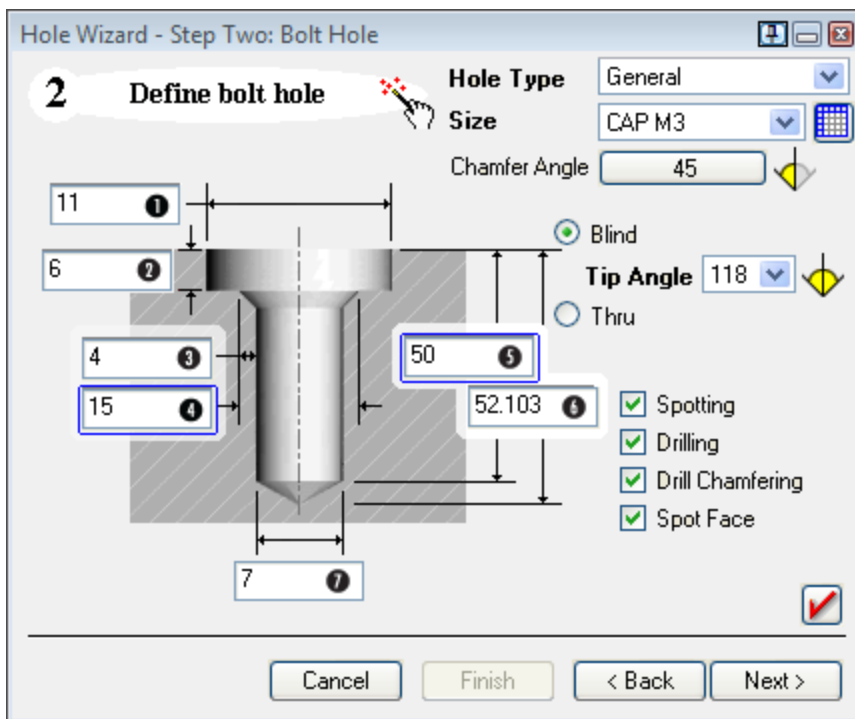 Hole Wizard - Step Two: Bolt Hole
2 Define bolt hole
Hole Type General
Size CAP M3
Chamfer Angle 45
11 1
6 2
Blind
Tip Angle 118
Thru
4 3
50 5
15 4
52.103 6
Spotting
Drilling
Drill Chamfering
Spot Face
7 7
Cancel Finish < Back Next >